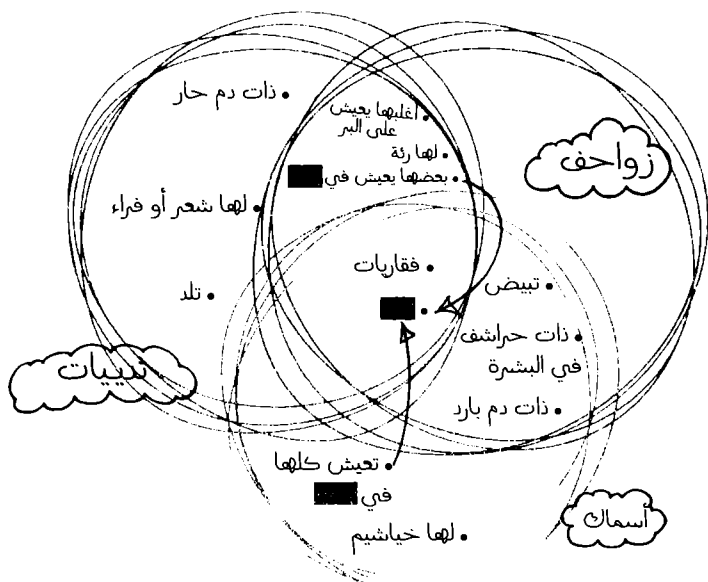 ذات دم حار
أغلبها يعيش
على البر
لها رئة
بعضها يعيش في
زواحف
لها شعر أو فراء
فقاريات
تبيض
تلد
ذات حراشف
في البشرة
ثدييات
ذات دم بارد
تعيش كلها
في
أسماك
لها خياشيم